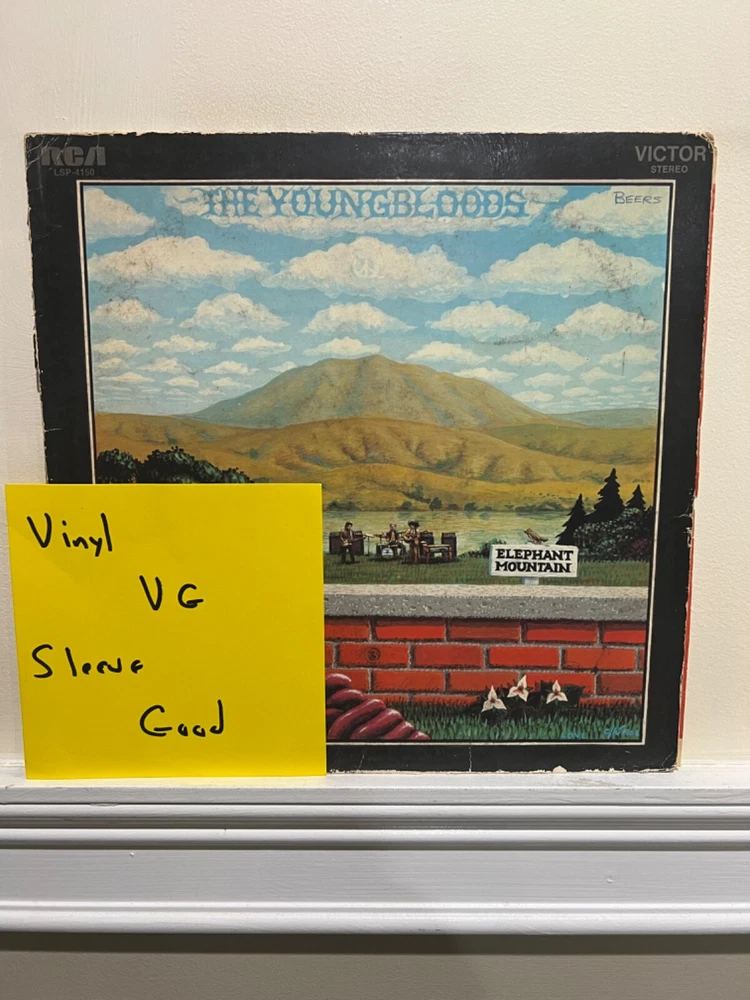 RCA
LSP-4150
VICTOR
STEREO
THE YOUNGBLOODS
BEERS
ELEPHANT
MOUNTAIN
Vinyl
VG
Sleeve
Good